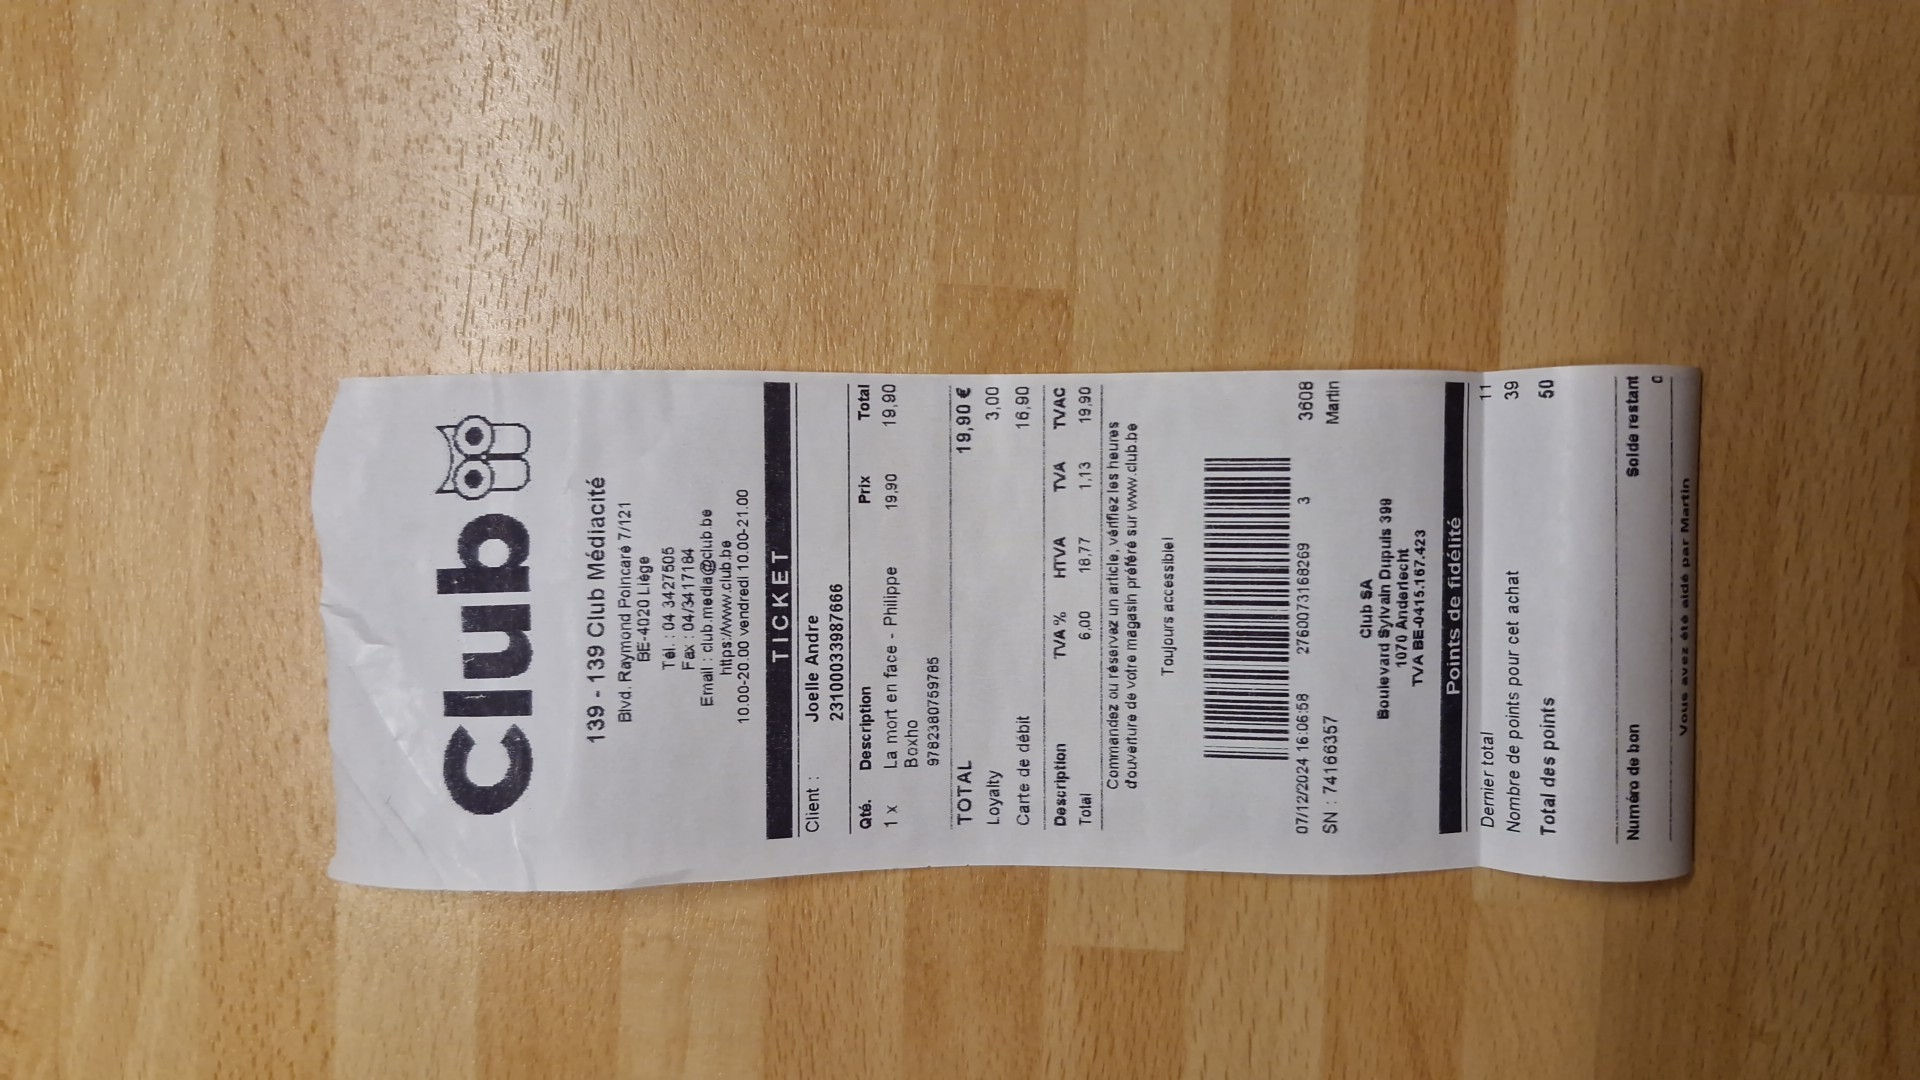 Club
139 - 139 Club Médiacité
Blvd. Raymond Poincaré 7/121
BE-4020 Liège
Tél. : 04 3427505
Fax : 04/3417184
Email : club.media@club.be
https://www.club.be
10.00-20.00 vendredi 10.00-21.00
TICKET
Client : Joelle Andre
2310003398​7666
Qté. Description Prix Total
1 x La mort en face - Philippe 19,90 19,90
Boxho
9782380759785
TOTAL 19,90 €
Loyalty 3,00
Carte de débit 16,90
Description TVA % HTVA TVA TVAC
Total 6,00 18,77 1,13 19,90
Commandez ou réservez un article, vérifiez les heures
d'ouverture de votre magasin préféré sur www.club.be
Toujours accessible!
07/12/2024 16:06:58 2760073168269 3 3608
SN : 74166357 Martin
Club SA
Boulevard Sylvain Dupuis 399
1070 Anderlecht
TVA BE-0415.167.423
Points de fidélité
Dernier total 11
Nombre de points pour cet achat 39
Total des points 50
Numéro de bon Solde restant
0
Vous avez été aidé par Martin